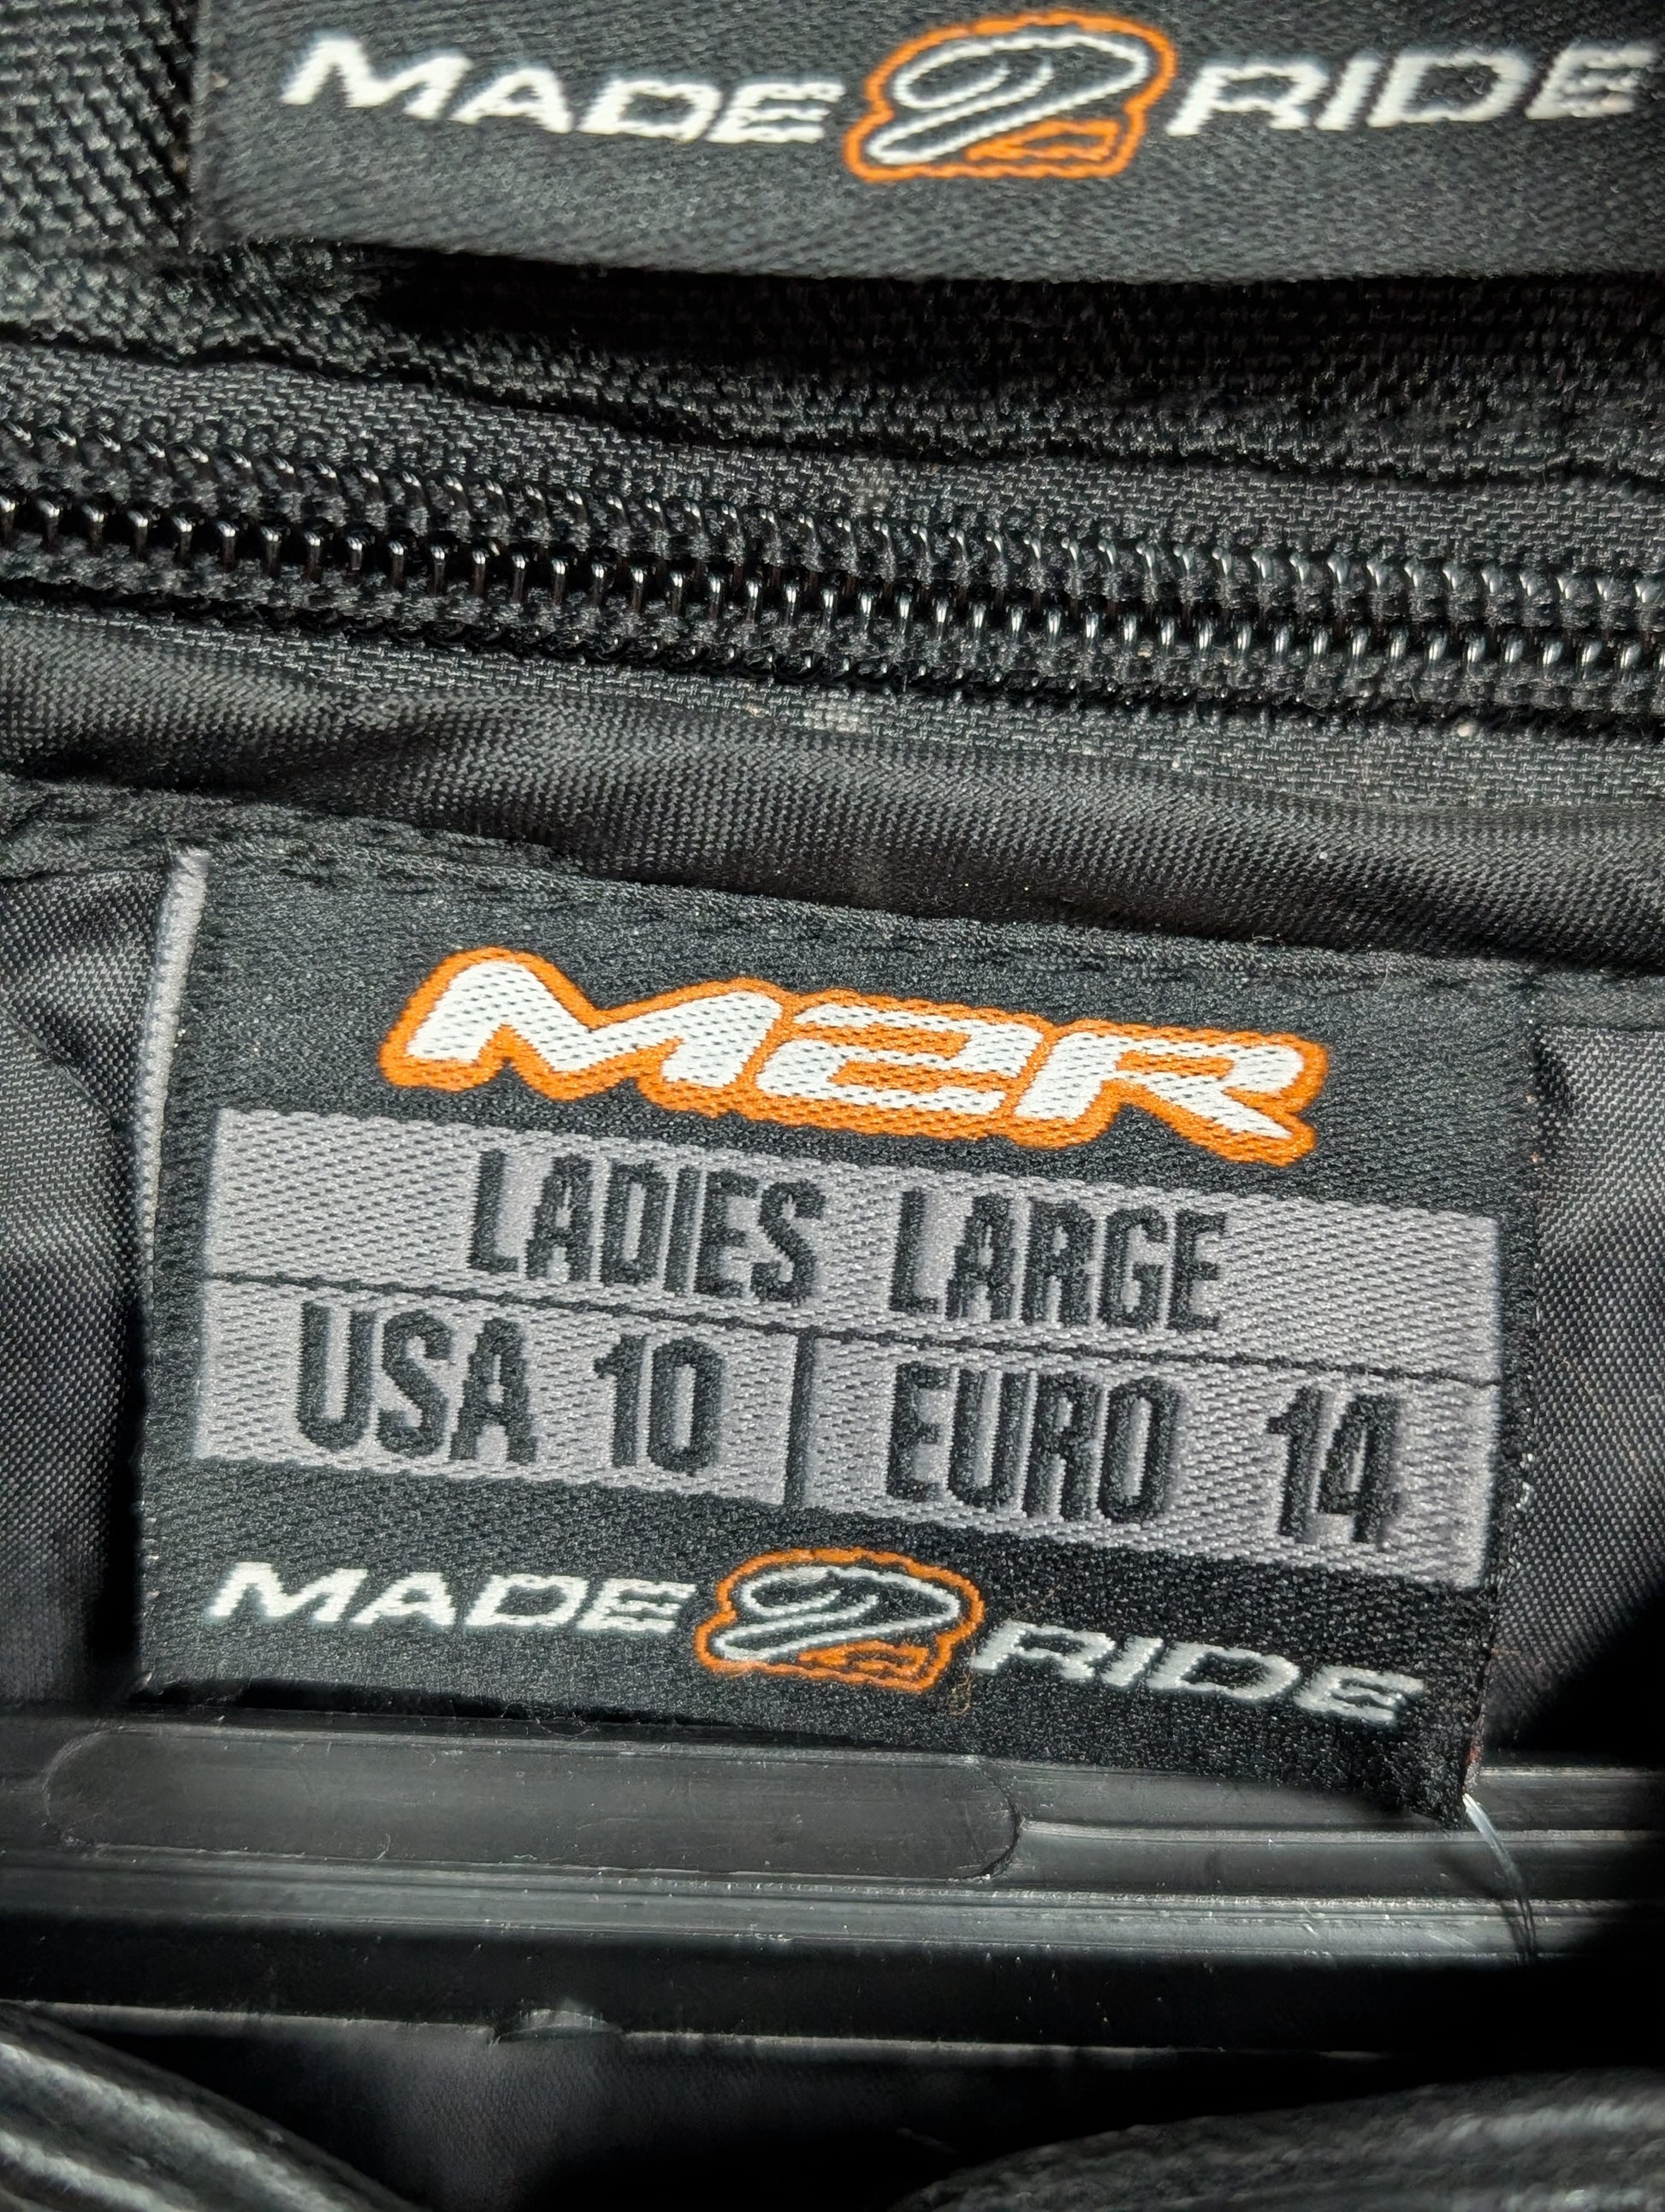 MADE 2 RIDE
M2R
LADIES LARGE
USA 10 EURO 14
MADE 2 RIDE